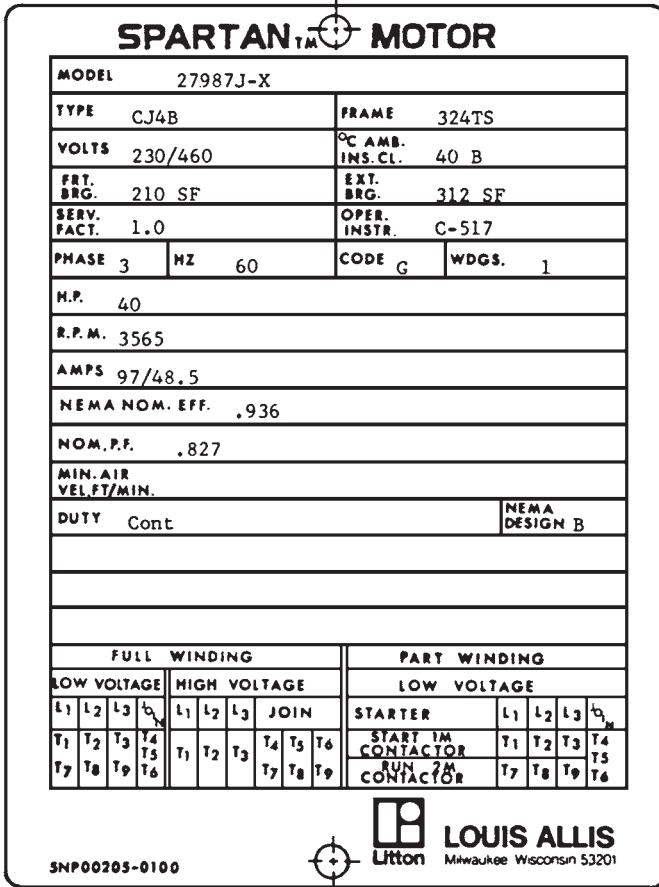 SPARTAN™ MOTOR
MODEL 27987J-X
TYPE CJ4B FRAME 324TS
VOLTS 230/460 °C AMB. INS. CL. 40 B
FRT. BRG. 210 SF EXT. BRG. 312 SF
SERV. FACT. 1.0 OPER. INSTR. C-517
PHASE 3 HZ 60 CODE G WDGS. 1
H.P. 40
R.P.M. 3565
AMPS 97/48.5
NEMA NOM. EFF. .936
NOM. P.F. .827
MIN. AIR
VEL. FT/MIN.
DUTY Cont NEMA DESIGN B
FULL WINDING PART WINDING
LOW VOLTAGE HIGH VOLTAGE LOW VOLTAGE
L1 L2 L3 JOIN L1 L2 L3 JOIN STARTER L1 L2 L3 JOIN
T1 T2 T3 T4 T5 T6 T1 T2 T3 T4 T5 T6 START 1M CONTACTOR T1 T2 T3 T4 T5 T6
T7 T8 T9 T7 T8 T9 RUN 2M CONTACTOR T7 T8 T9
Litton LOUIS ALLIS
Milwaukee Wisconsin 53201
SNP00205-0100